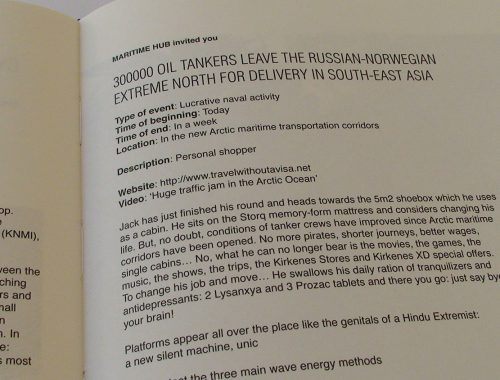 MARITIME HUB invited you
300000 OIL TANKERS LEAVE THE RUSSIAN-NORWEGIAN
EXTREME NORTH FOR DELIVERY IN SOUTH-EAST ASIA
Type of event: Lucrative naval activity
Time of beginning: Today
Time of end: In a week
Location: In the new Arctic maritime transportation corridors
Description: Personal shopper
Website: http://www.travelwithoutavisa.net
Video: 'Huge traffic jam in the Arctic Ocean'
Jack has just finished his round and heads towards the 5m2 shoebox which he uses
as a cabin. He sits on the Storq memory-form mattress and considers changing his
life. But, no doubt, conditions of tanker crews have improved since Arctic maritime
corridors have been opened. No more pirates, shorter journeys, better wages,
single cabins... No, what he can no longer bear is the movies, the games, the
music, the shows, the trips, the Kirkenes Stores and Kirkenes XD special offers.
To change his job and move... He swallows his daily ration of tranquilizers and
antidepressants: 2 Lysanxya and 3 Prozac tablets and there you go: just say bye
your brain!
Platforms appear all over the place like the genitals of a Hindu Extremist:
a new silent machine, unic
the three main wave energy methods
op.
(KNMI),
ween the
ching
rs and
mall
n
n. In
e:
s most